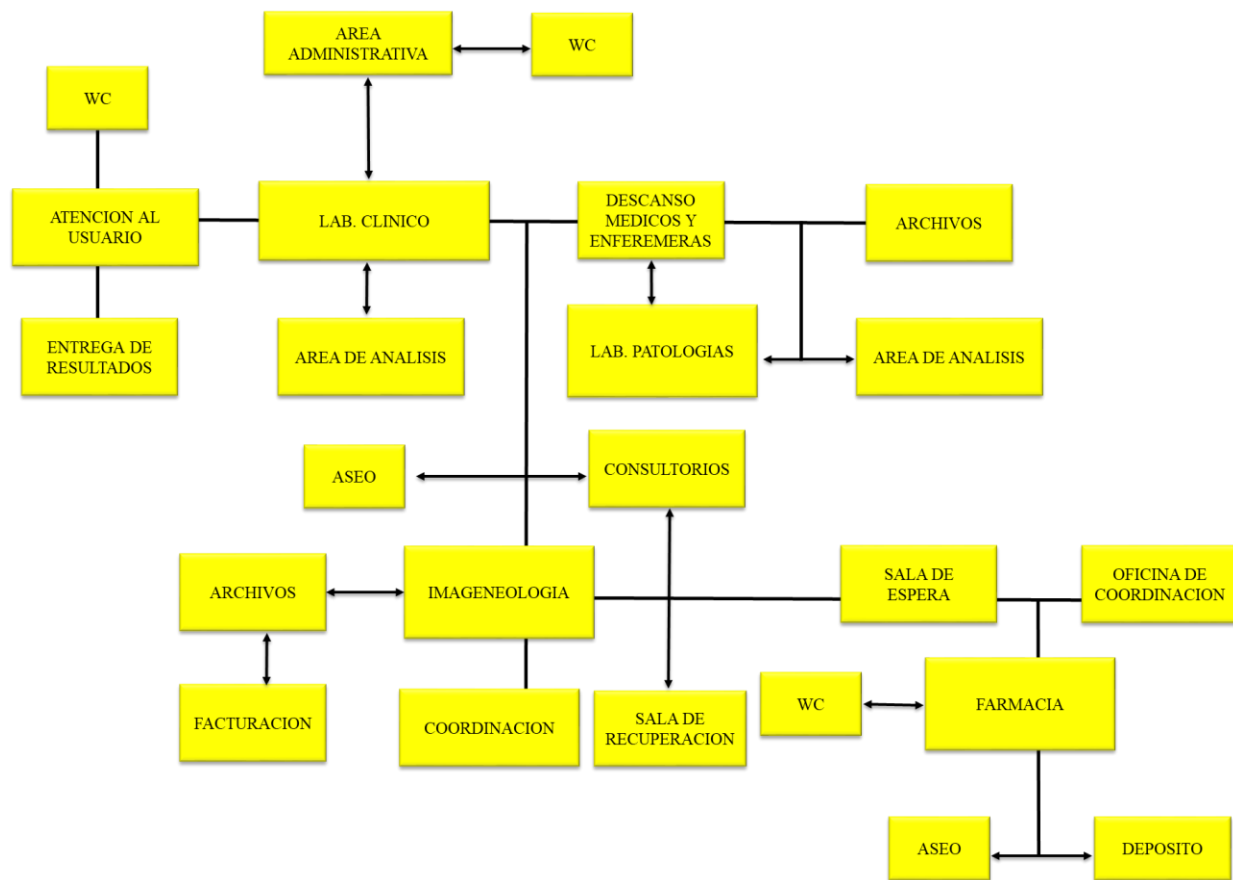 AREA
ADMINISTRATIVA
WC
WC
ATENCION AL
USUARIO
LAB. CLINICO
DESCANSO
MEDICOS Y
ENFEREMERAS
ARCHIVOS
ENTREGA DE
RESULTADOS
AREA DE ANALISIS
LAB. PATOLOGIAS
AREA DE ANALISIS
ASEO
CONSULTORIOS
ARCHIVOS
IMAGENEOLOGIA
SALA DE
ESPERA
OFICINA DE
COORDINACION
FACTURACION
COORDINACION
SALA DE
RECUPERACION
WC
FARMACIA
ASEO
DEPOSITO